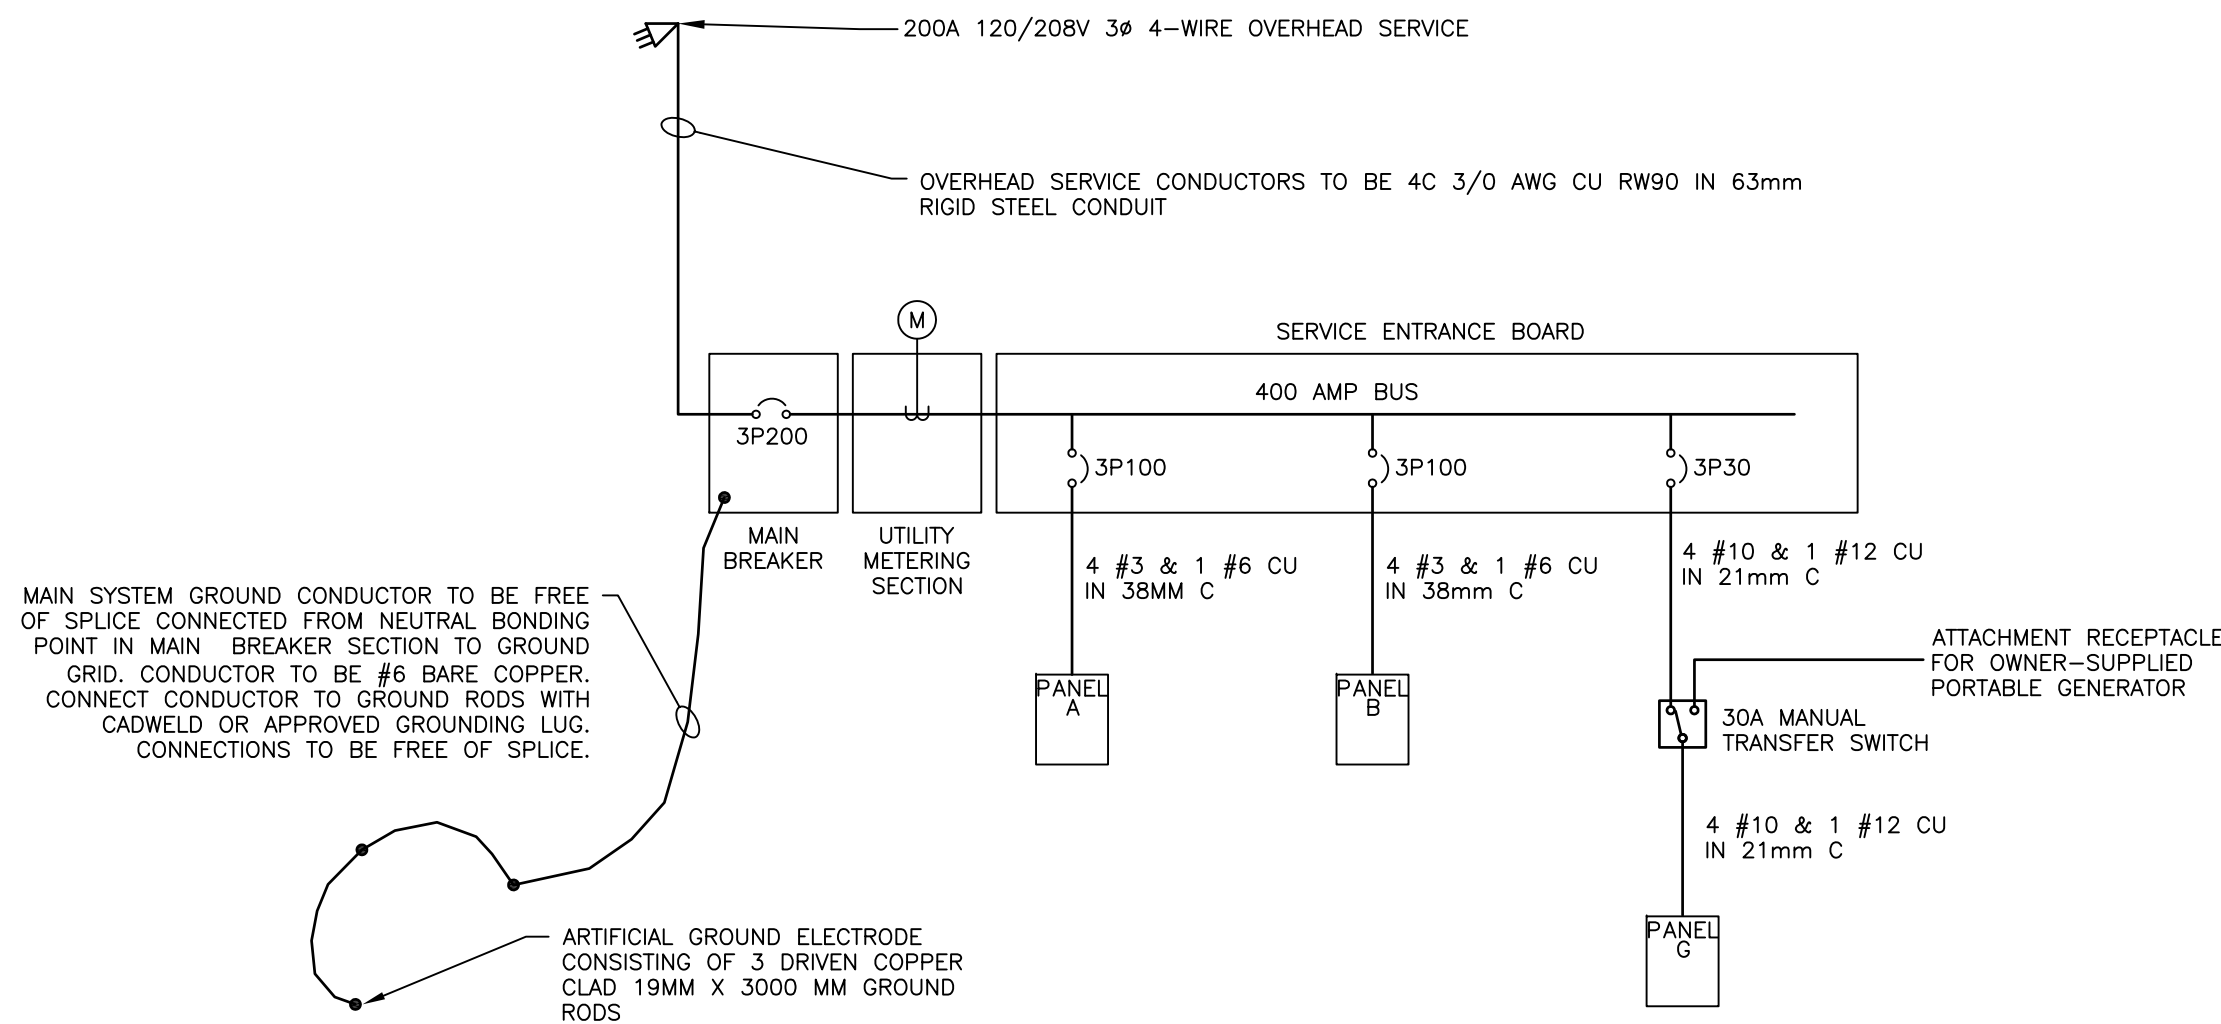 200A 120/208V 3ø 4-WIRE OVERHEAD SERVICE
OVERHEAD SERVICE CONDUCTORS TO BE 4C 3/0 AWG CU RW90 IN 63mm
RIGID STEEL CONDUIT
M
SERVICE ENTRANCE BOARD
400 AMP BUS
3P200
3P100
3P100
3P30
MAIN
BREAKER
UTILITY
METERING
SECTION
4 #3 & 1 #6 CU
IN 38MM C
4 #3 & 1 #6 CU
IN 38mm C
4 #10 & 1 #12 CU
IN 21mm C
MAIN SYSTEM GROUND CONDUCTOR TO BE FREE
OF SPLICE CONNECTED FROM NEUTRAL BONDING
POINT IN MAIN BREAKER SECTION TO GROUND
GRID. CONDUCTOR TO BE #6 BARE COPPER.
CONNECT CONDUCTOR TO GROUND RODS WITH
CADWELD OR APPROVED GROUNDING LUG.
CONNECTIONS TO BE FREE OF SPLICE.
ATTACHMENT RECEPTACLE
FOR OWNER-SUPPLIED
PORTABLE GENERATOR
PANEL
A
PANEL
B
30A MANUAL
TRANSFER SWITCH
4 #10 & 1 #12 CU
IN 21mm C
PANEL
G
ARTIFICIAL GROUND ELECTRODE
CONSISTING OF 3 DRIVEN COPPER
CLAD 19MM X 3000 MM GROUND
RODS